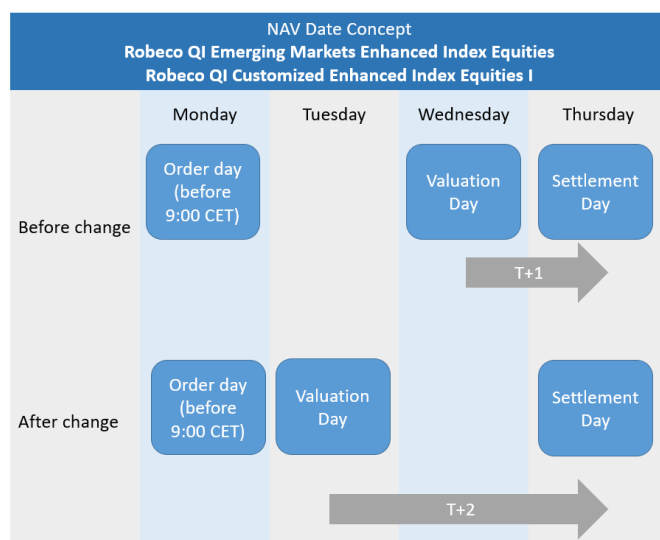 NAV Date Concept
Robeco QI Emerging Markets Enhanced Index Equities
Robeco QI Customized Enhanced Index Equities I
Monday
Tuesday
Wednesday
Thursday
Before change
Order day
(before
9:00 CET)
Valuation
Day
Settlement
Day
T+1
After change
Order day
(before
9:00 CET)
Valuation
Day
Settlement
Day
T+2